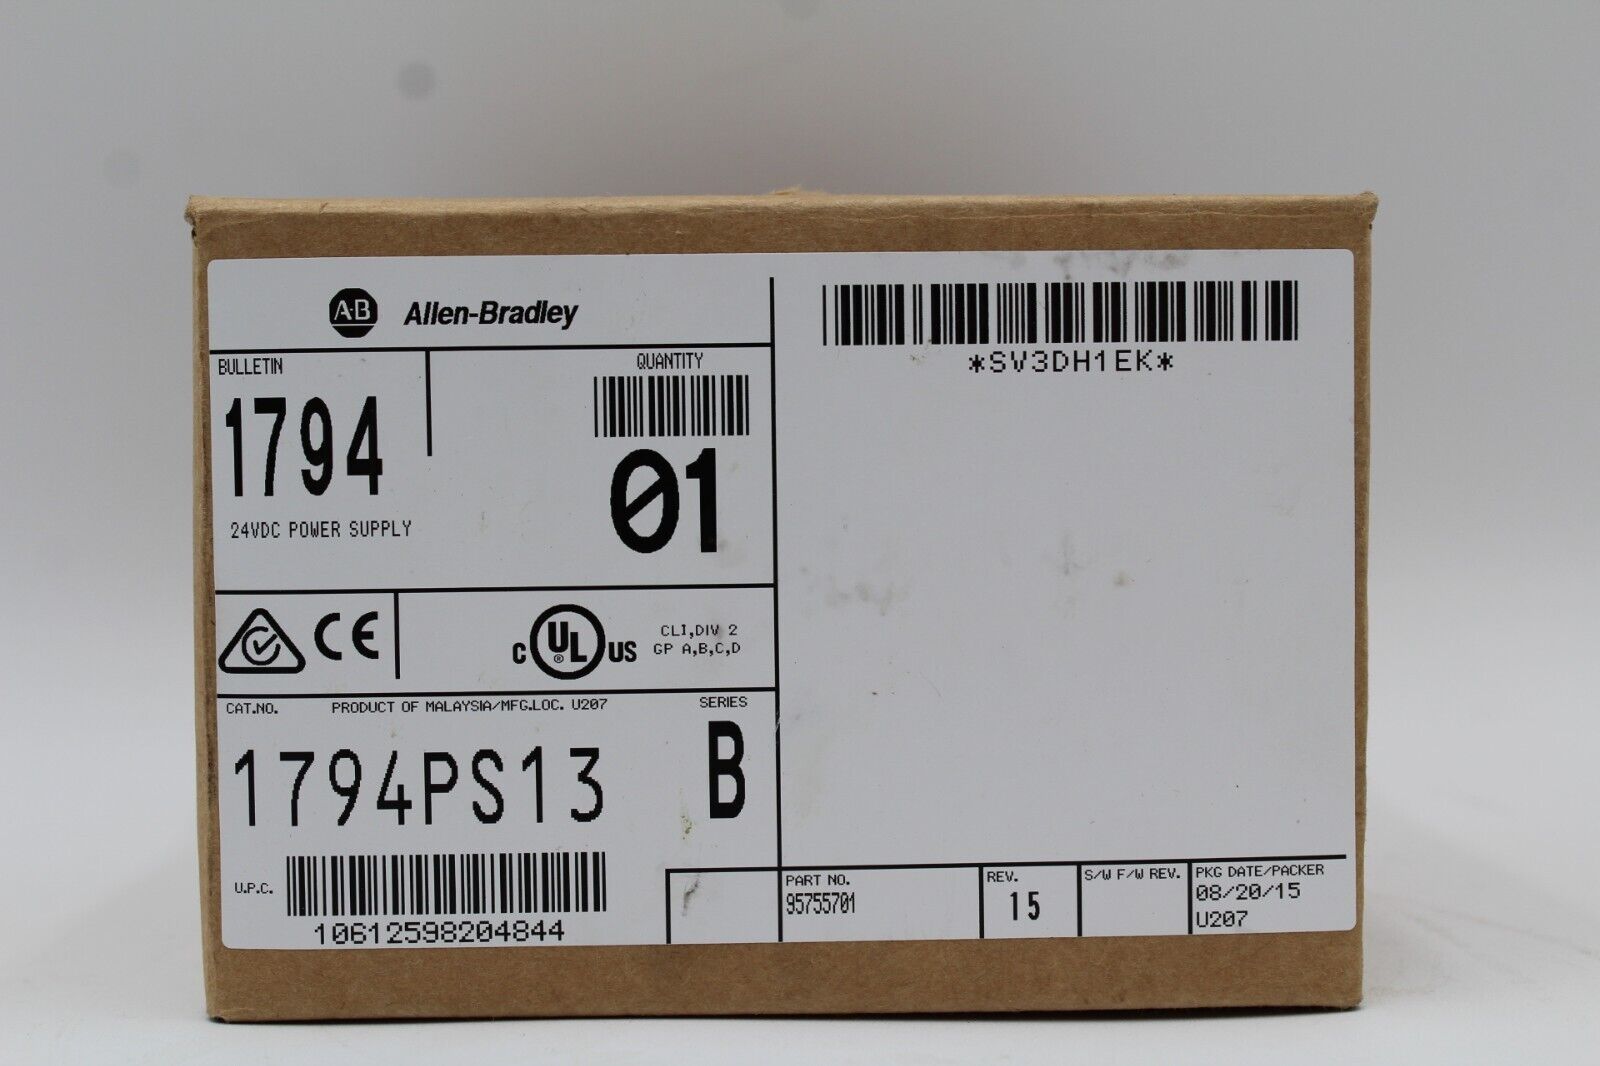 A·B Allen-Bradley
BULLETIN
1794
24VDC POWER SUPPLY
QUANTITY
01
*SV3DH1EK*
CE
C UL® US
CLI,DIV 2
GP A,B,C,D
CAT.NO. PRODUCT OF MALAYSIA/MFG.LOC. U207
SERIES
1794PS13
B
U.P.C.
10612598204844
PART NO.
95755701
REV.
15
S/W F/W REV.
PKG DATE/PACKER
08/20/15
U207